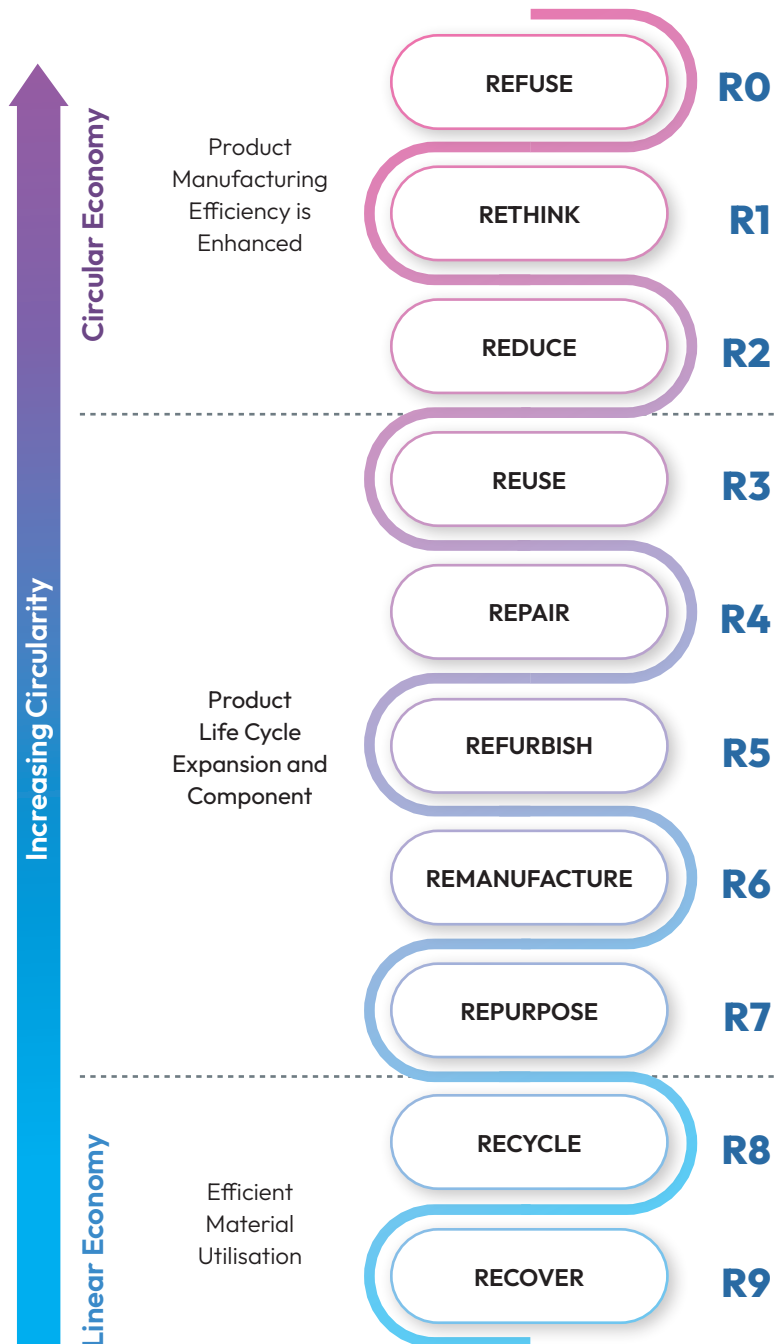 REFUSE
R0
Circular Economy
Product
Manufacturing
Efficiency is
Enhanced
RETHINK
R1
REDUCE
R2
REUSE
R3
Increasing Circularity
REPAIR
R4
Product
Life Cycle
Expansion and
Component
REFURBISH
R5
REMANUFACTURE
R6
REPURPOSE
R7
Linear Economy
RECYCLE
R8
Efficient
Material
Utilisation
RECOVER
R9